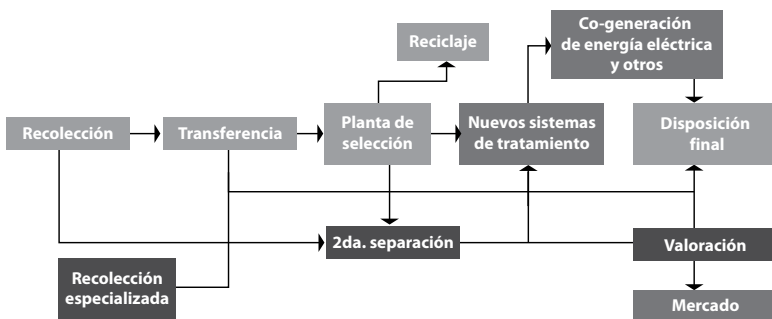 Co-generación
de energía eléctrica
y otros
Reciclaje
Recolección
Transferencia
Planta de
selección
Nuevos sistemas
de tratamiento
Disposición
final
2da. separación
Valoración
Recolección
especializada
Mercado